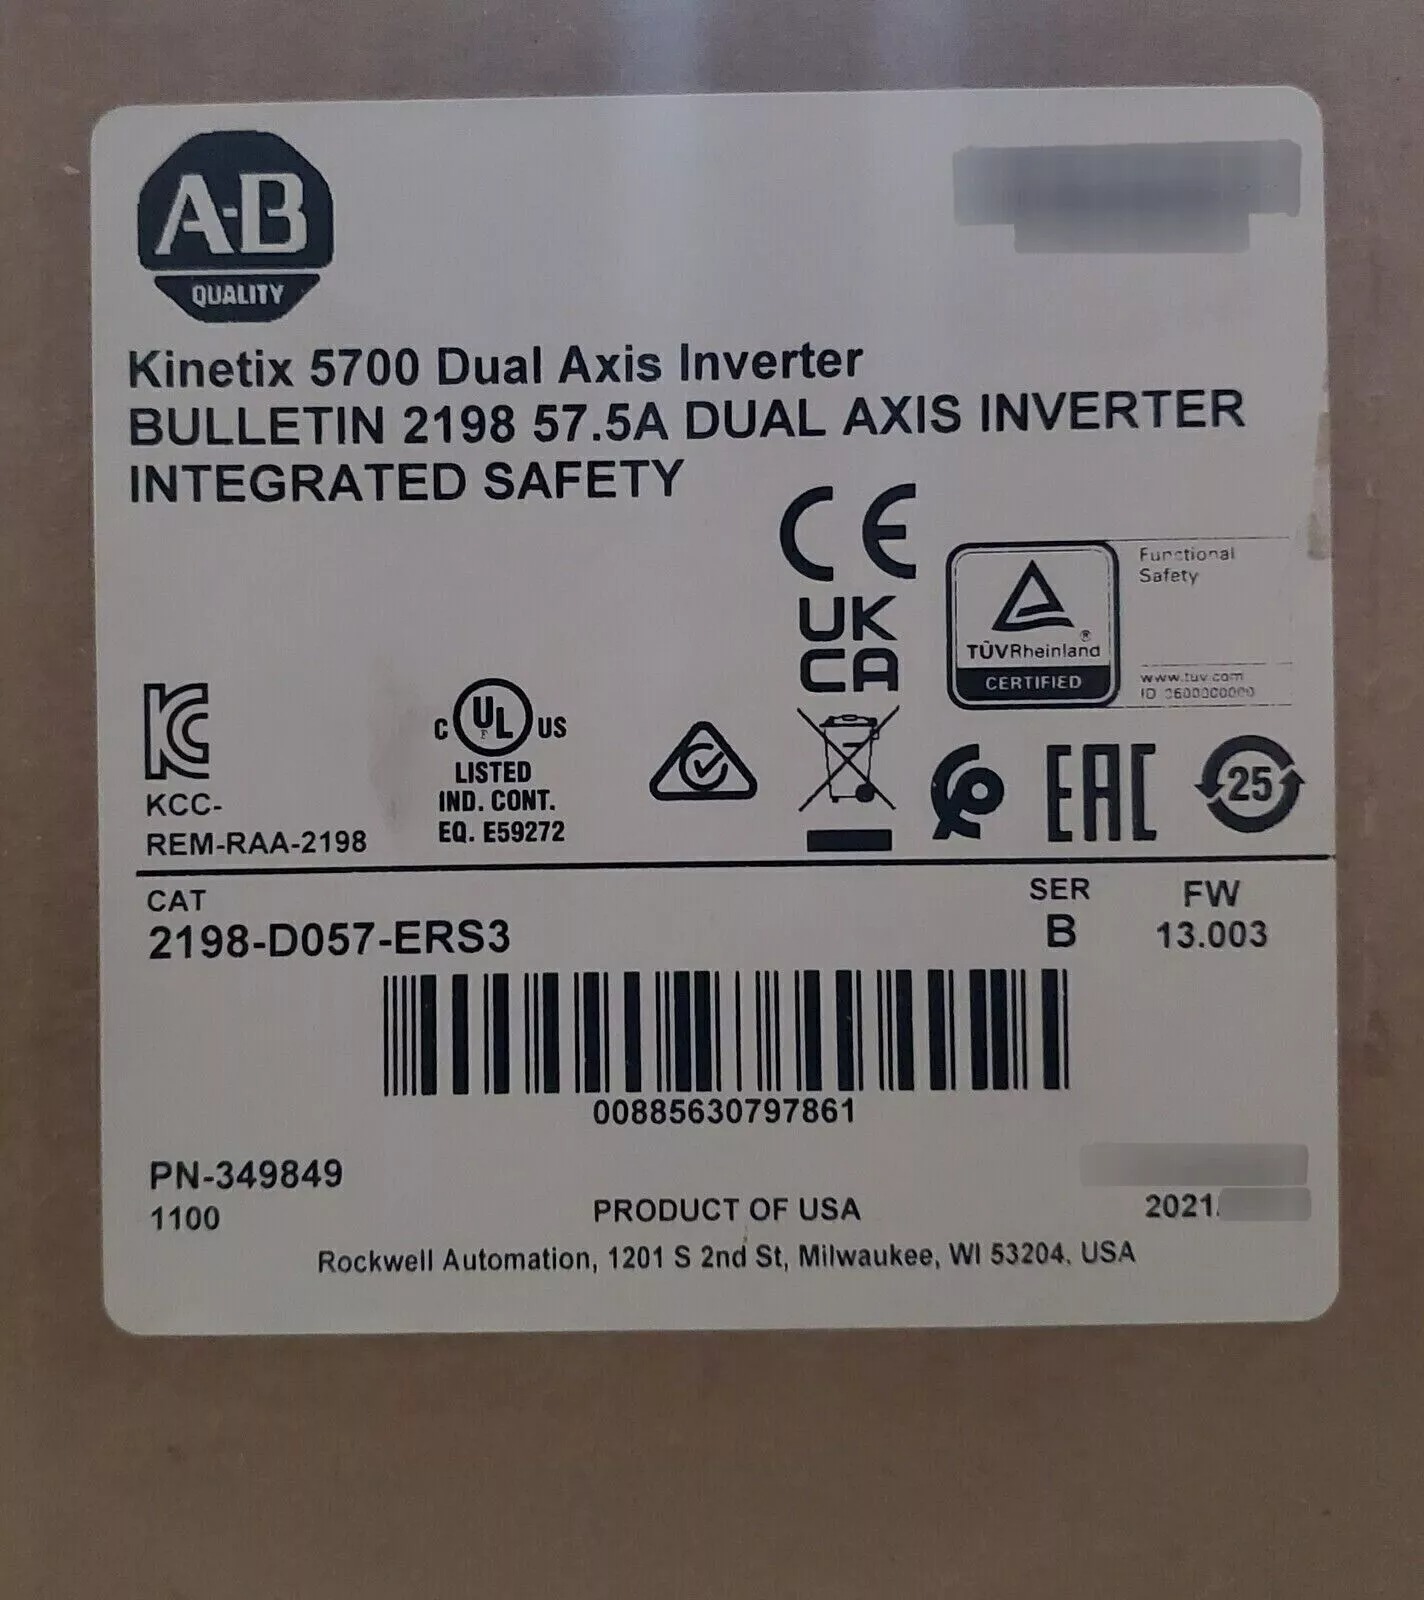 A-B
QUALITY
Kinetix 5700 Dual Axis Inverter
BULLETIN 2198 57.5A DUAL AXIS INVERTER
INTEGRATED SAFETY
CE
UK
CA
Functional
Safety
TÜVRheinland
®
CERTIFIED
www.tuv.com
ID
KC
KCC-
REM-RAA-2198
C UL US
LISTED
IND. CONT.
EQ. E59272
EAC
25
CAT
2198-D057-ERS3
SER
B
FW
13.003
00885630797861
PN-349849
1100
PRODUCT OF USA
2021
Rockwell Automation, 1201 S 2nd St, Milwaukee, WI 53204, USA